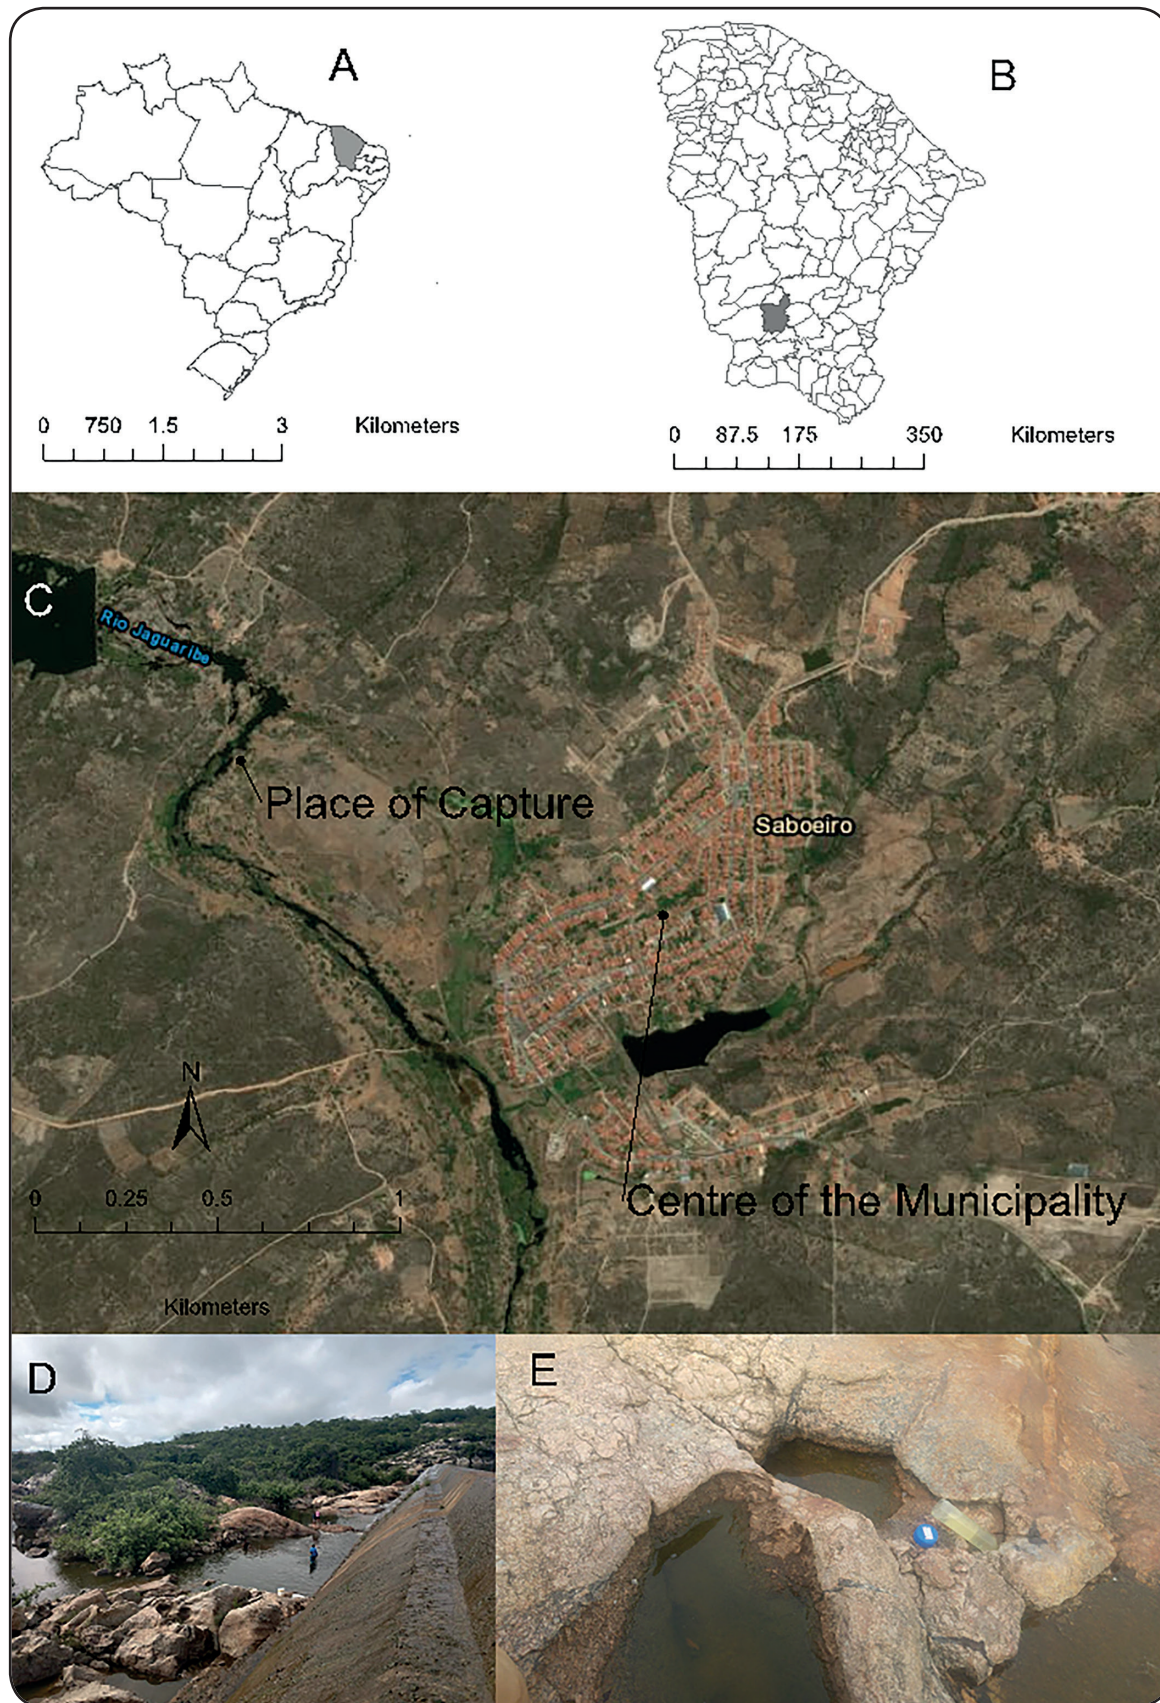 A
B
0 750 1.5 3 Kilometers
0 87.5 175 350 Kilometers
C
Rio Jaguaribe
Place of Capture
Saboeiro
N
0 0.25 0.5 1
Centre of the Municipality
Kilometers
D
E